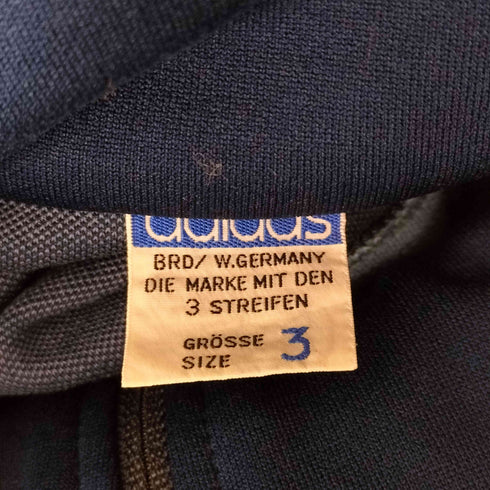 adidas
BRD/ W.GERMANY
DIE MARKE MIT DEN
3 STREIFEN
GRÖSSE
SIZE 3